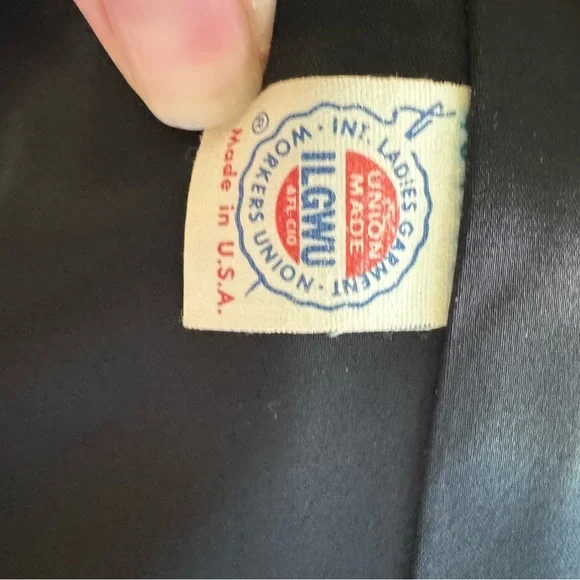 INT. LADIES GARMENT · WORKERS UNION ·
UNION
MADE
ILGWU
AFL-CIO
®
Made in U.S.A.